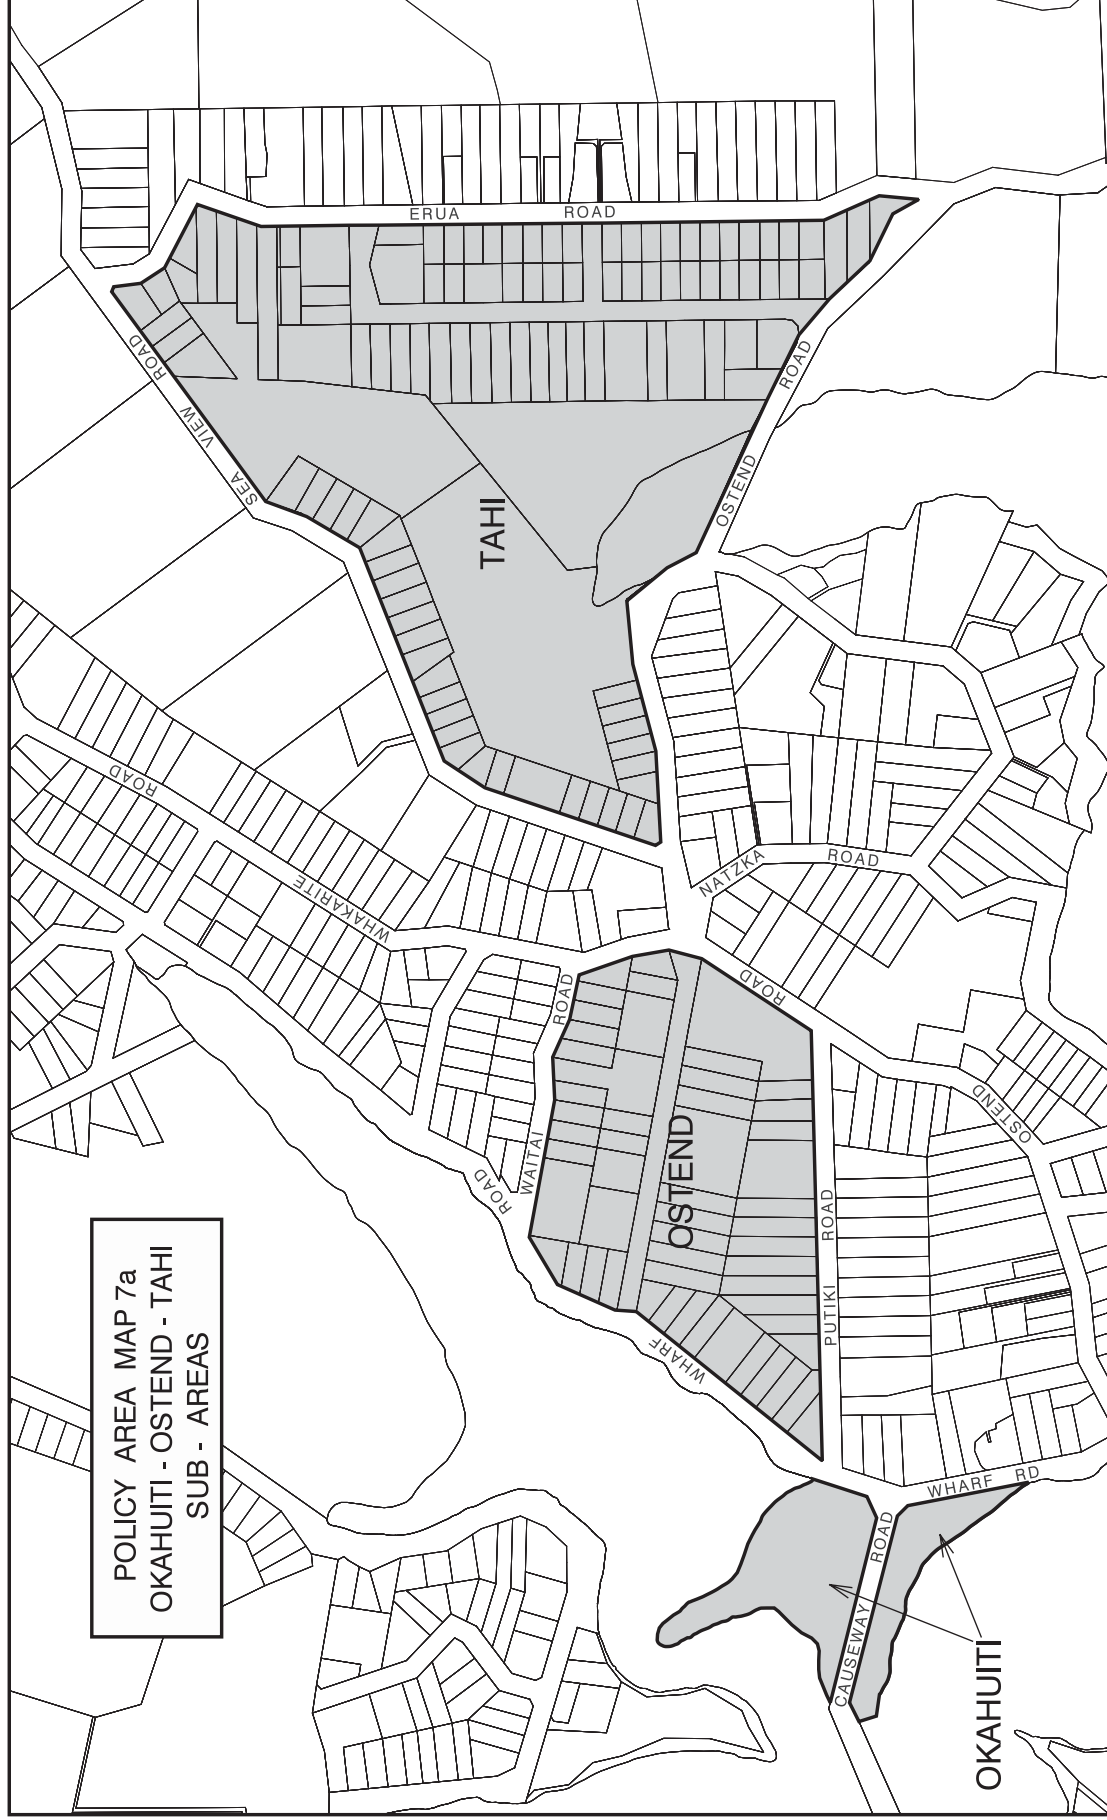 POLICY AREA MAP 7a
OKAHUITI - OSTEND - TAHI
SUB - AREAS
ERUA ROAD
SEA VIEW ROAD
TAHI
OSTEND ROAD
ROAD
WHAKARITE
NATZKA ROAD
ROAD
WAITAI ROAD
ROAD
OSTEND
OSTEND
PUTIKI ROAD
WHARF
WHARF RD
CAUSEWAY ROAD
OKAHUITI